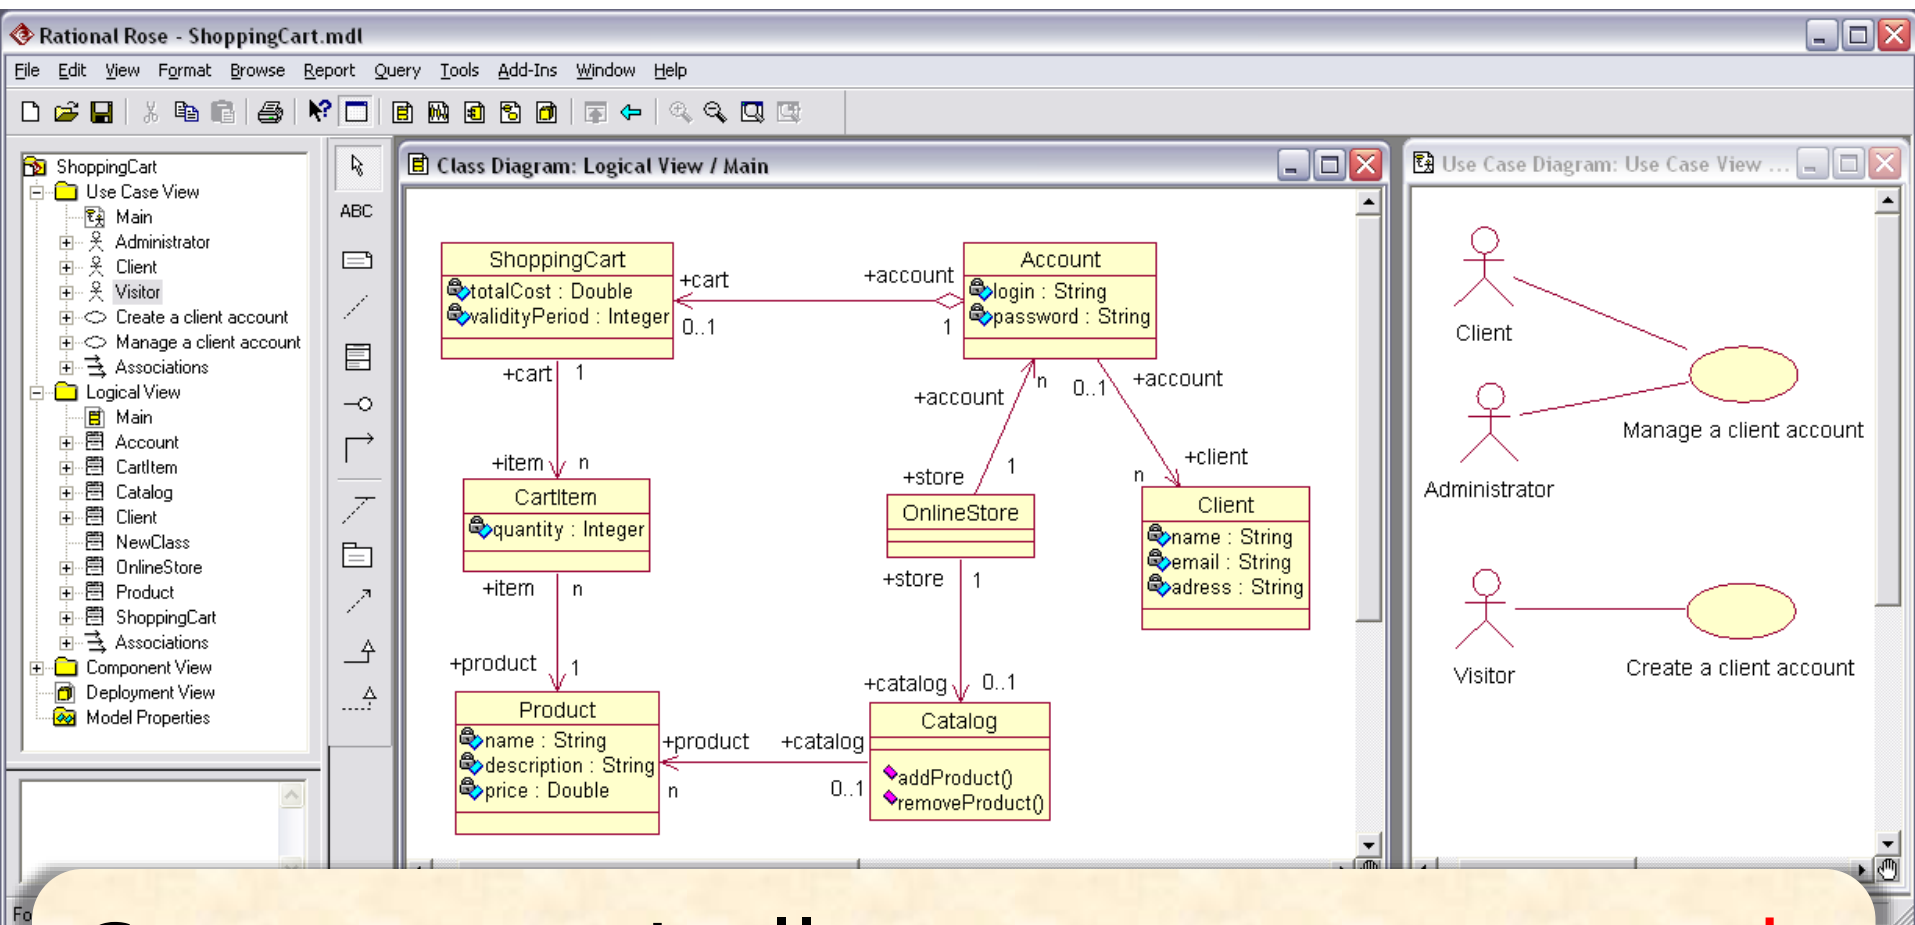 Rational Rose - ShoppingCart.mdl
File Edit View Format Browse Report Query Tools Add-Ins Window Help
ShoppingCart
Use Case View
Main
Administrator
Client
Visitor
Create a client account
Manage a client account
Associations
Logical View
Main
Account
CartItem
Catalog
Client
NewClass
OnlineStore
Product
ShoppingCart
Associations
Component View
Deployment View
Model Properties
ABC
Class Diagram: Logical View / Main
ShoppingCart
totalCost : Double
validityPeriod : Integer
+cart
0..1
+account
1
Account
login : String
password : String
+cart 1
+item n
CartItem
quantity : Integer
+item n
+product 1
Product
name : String
description : String
price : Double
+account n
0..1 +account
+store 1
OnlineStore
+store 1
+client
n
Client
name : String
email : String
adress : String
+catalog 0..1
Catalog
addProduct()
removeProduct()
+product +catalog
n 0..1
Use Case Diagram: Use Case View ...
Client
Manage a client account
Administrator
Visitor
Create a client account